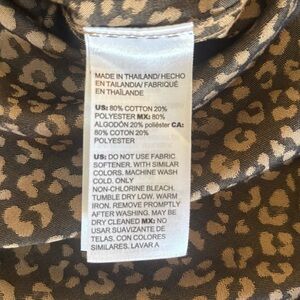 MADE IN THAILAND/ HECHO
EN TAILANDIA/ FABRIQUÉ
EN THAÏLANDE
US: 80% COTTON 20%
POLYESTER MX: 80%
ALGODÓN 20% poliéster CA:
80% COTON 20%
POLYESTER
US: DO NOT USE FABRIC
SOFTENER. WITH SIMILAR
COLORS. MACHINE WASH
COLD. ONLY
NON-CHLORINE BLEACH.
TUMBLE DRY LOW. WARM
IRON. REMOVE PROMPTLY
AFTER WASHING. MAY BE
DRY CLEANED MX: NO
USAR SUAVIZANTE DE
TELAS. CON COLORES
SIMILARES. LAVAR A